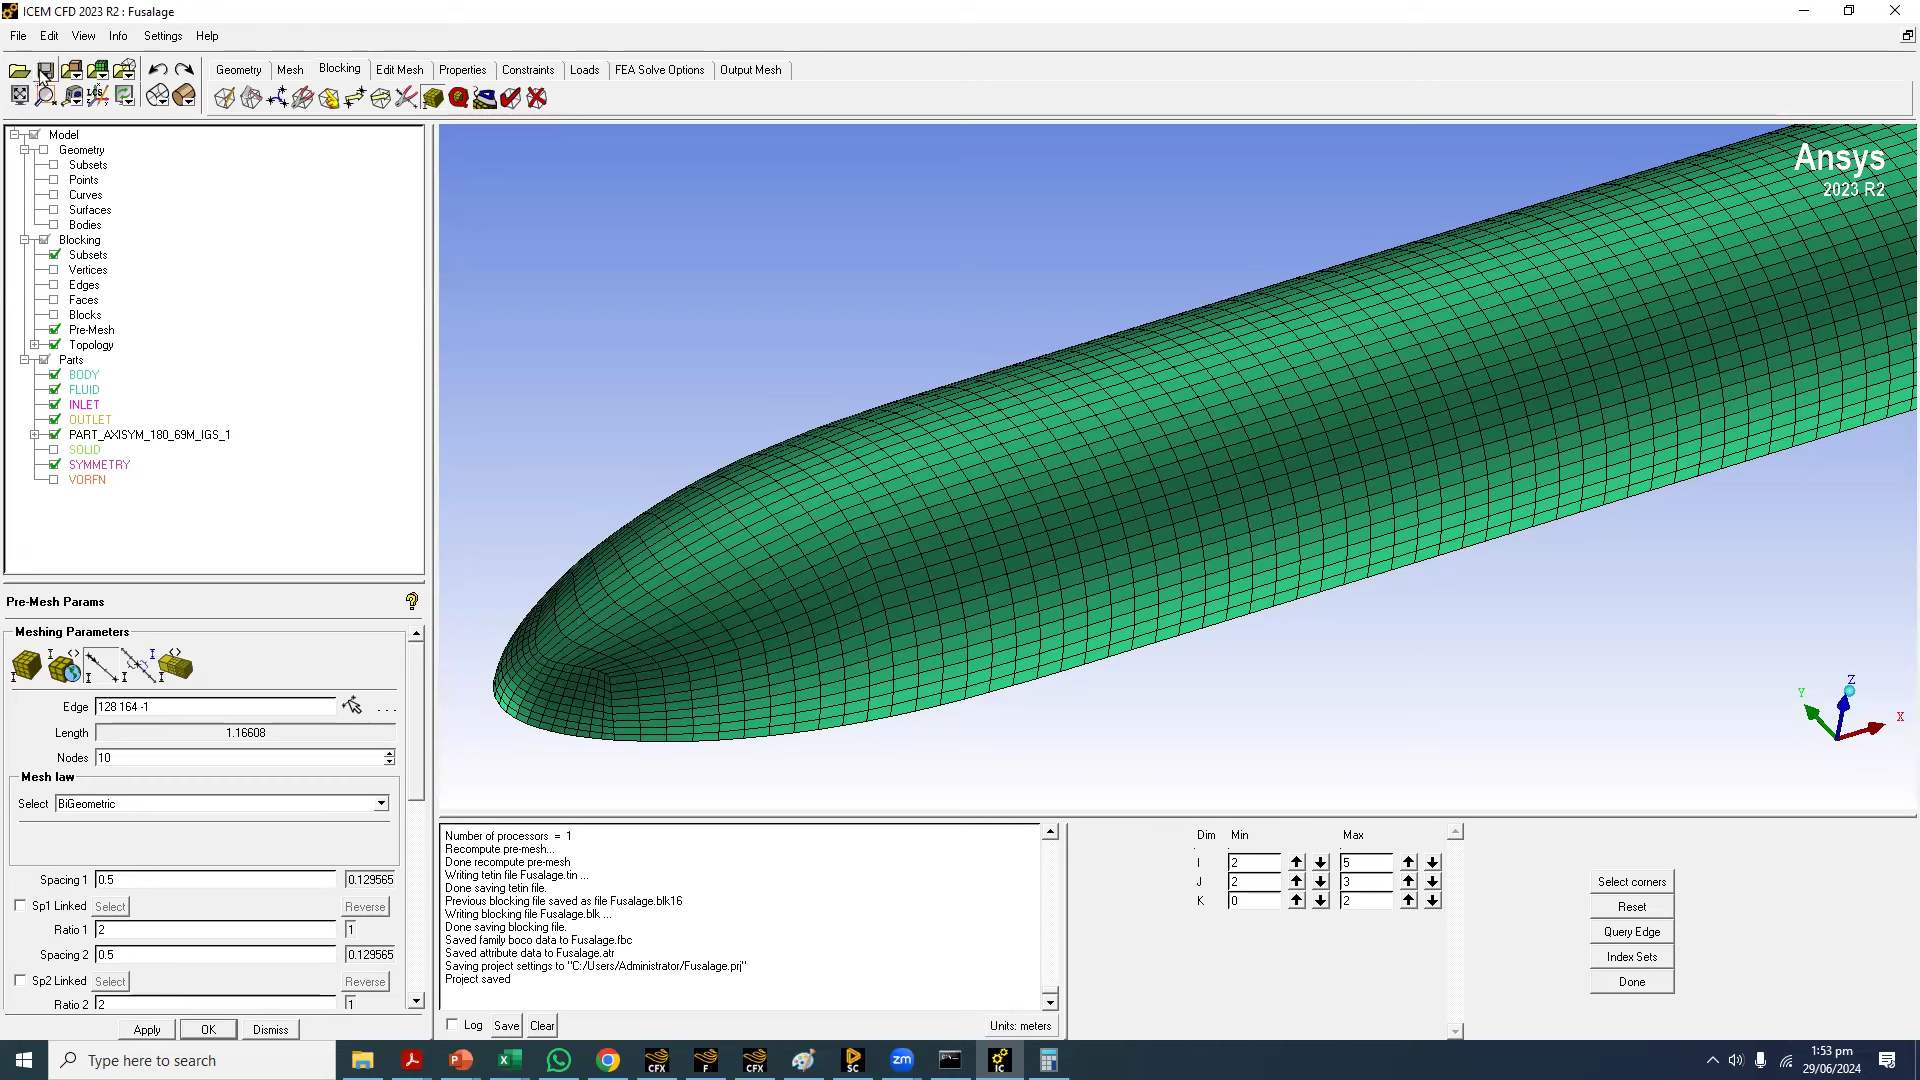 ICEM CFD 2023 R2 : Fusalage
File Edit View Info Settings Help
Geometry Mesh Blocking Edit Mesh Properties Constraints Loads FEA Solve Options Output Mesh
LCS
Model
Geometry
Subsets
Points
Curves
Surfaces
Bodies
Blocking
Subsets
Vertices
Edges
Faces
Blocks
Pre-Mesh
Topology
Parts
BODY
FLUID
INLET
OUTLET
PART_AXISYM_180_69M_IGS_1
SOLID
SYMMETRY
VORFN
Ansys
2023 R2
Z
Y
X
Pre-Mesh Params
Meshing Parameters
Edge 128 164 -1 ...
Length 1.16608
Nodes 10
Mesh law
Select BiGeometric
Spacing 1 0.5 0.129565
Sp1 Linked Select Reverse
Ratio 1 2 1
Spacing 2 0.5 0.129565
Sp2 Linked Select Reverse
Ratio 2 2 1
Apply OK Dismiss
Number of processors = 1
Recompute pre-mesh...
Done recompute pre-mesh
Writing tetin file Fusalage.tin ...
Done saving tetin file.
Previous blocking file saved as file Fusalage.blk16
Writing blocking file Fusalage.blk ...
Done saving blocking file.
Saved family boco data to Fusalage.fbc
Saved attribute data to Fusalage.atr
Saving project settings to "C:/Users/Administrator/Fusalage.prj"
Project saved
Log Save Clear Units: meters
Dim Min Max
I 2 5
J 2 3
K 0 2
Select corners
Reset
Query Edge
Index Sets
Done
Type here to search
CFX F CFX SC zm IC
1:53 pm
29/06/2024